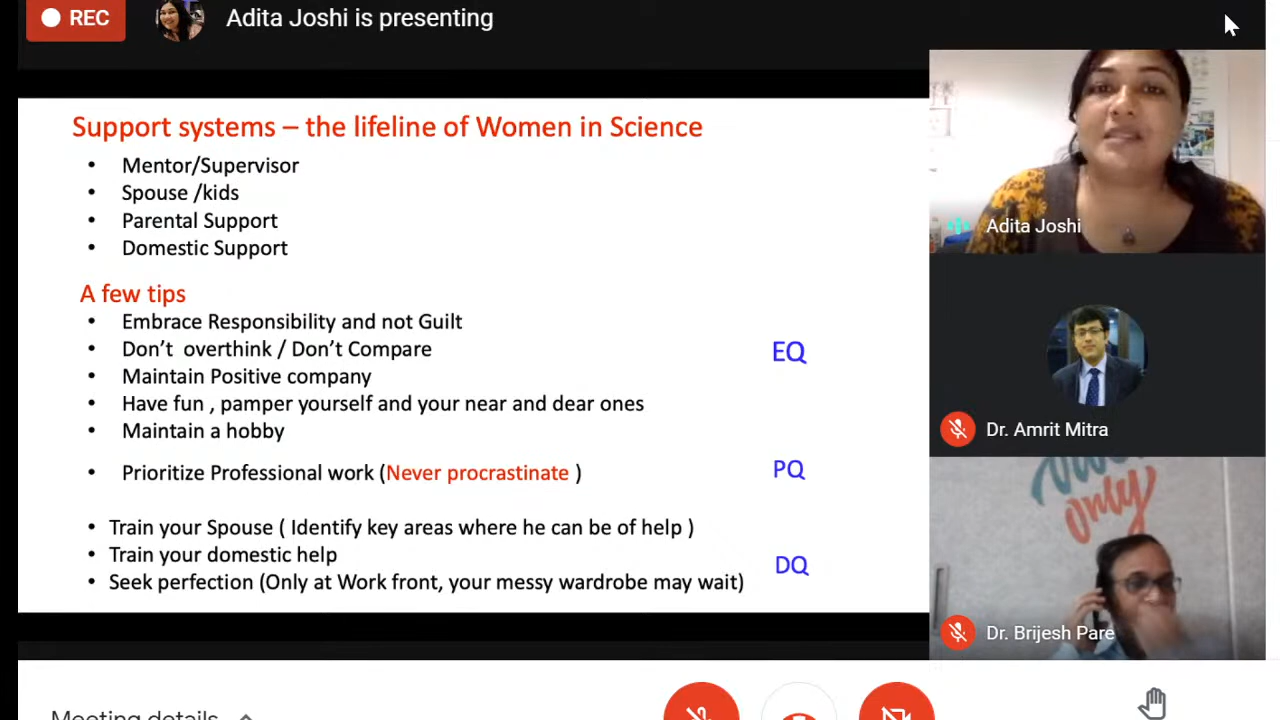 REC
Adita Joshi is presenting
Support systems – the lifeline of Women in Science
• Mentor/Supervisor
• Spouse /kids
• Parental Support
• Domestic Support
A few tips
• Embrace Responsibility and not Guilt
• Don't overthink / Don't Compare
• Maintain Positive company
• Have fun , pamper yourself and your near and dear ones
• Maintain a hobby
EQ
• Prioritize Professional work (Never procrastinate )
PQ
• Train your Spouse ( Identify key areas where he can be of help )
• Train your domestic help
• Seek perfection (Only at Work front, your messy wardrobe may wait)
DQ
Adita Joshi
Dr. Amrit Mitra
only
Dr. Brijesh Pare
Meeting details